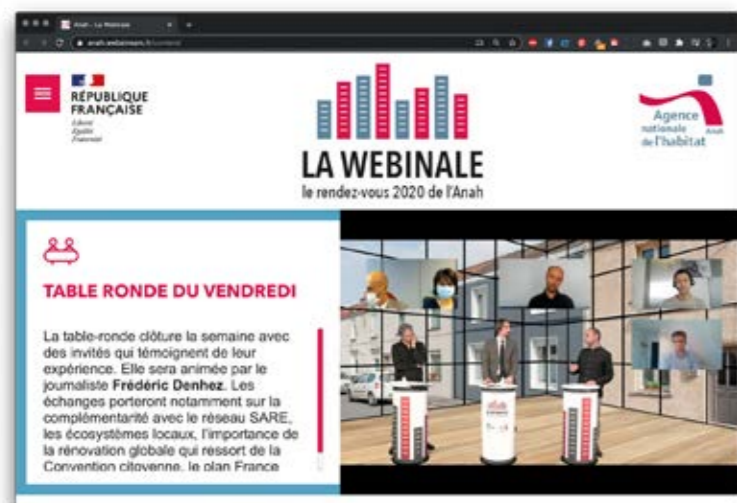 Anah - La Webinale
RÉPUBLIQUE
FRANÇAISE
Liberté
Égalité
Fraternité
LA WEBINALE
le rendez-vous 2020 de l'Anah
Agence
nationale
de l'habitat
Anah
TABLE RONDE DU VENDREDI
La table-ronde clôture la semaine avec
des invités qui témoignent de leur
expérience. Elle sera animée par le
journaliste Frédéric Denhez. Les
échanges porteront notamment sur la
complémentarité avec le réseau SARE,
les écosystèmes locaux, l'importance de
la rénovation globale qui ressort de la
Convention citoyenne, le plan France